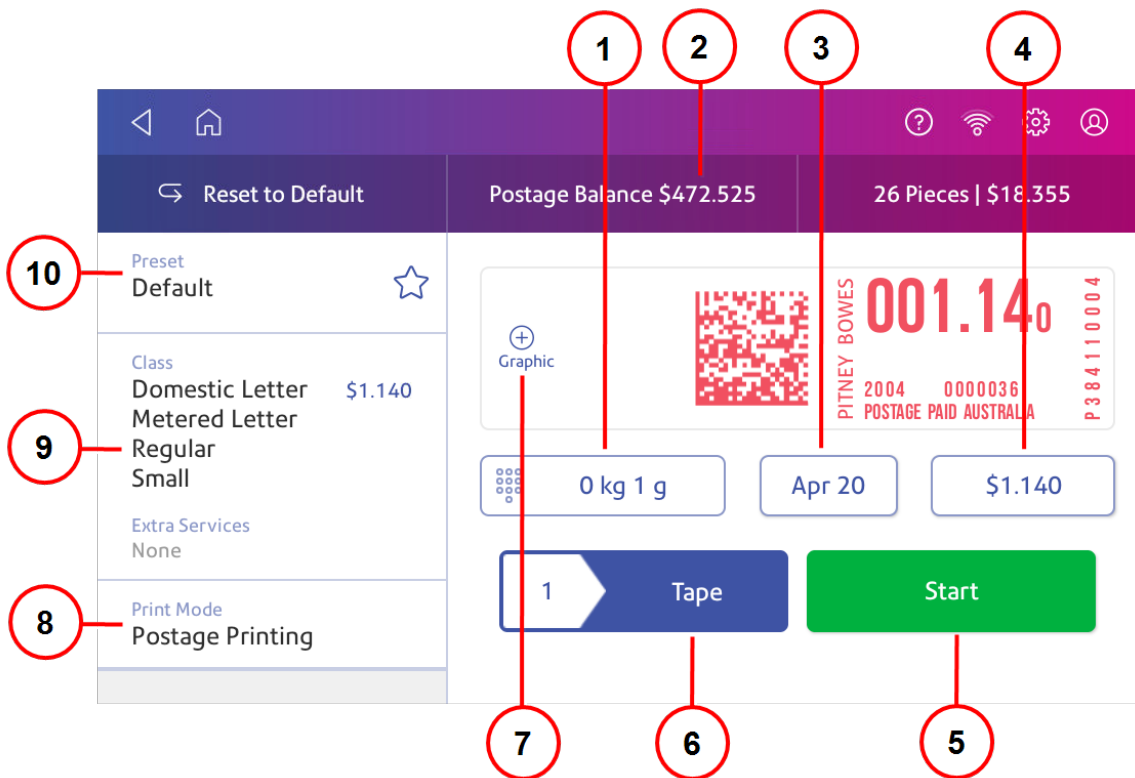 1
2
3
4
Reset to Default
Postage Balance $472.525
26 Pieces | $18.355
10
Preset
Default
Graphic
PITNEY BOWES
001.140
2004 0000036
POSTAGE PAID AUSTRALIA
P3841110004
9
Class
Domestic Letter $1.140
Metered Letter
Regular
Small
Extra Services
None
0 kg 1 g
Apr 20
$1.140
8
Print Mode
Postage Printing
1
Tape
Start
7
6
5